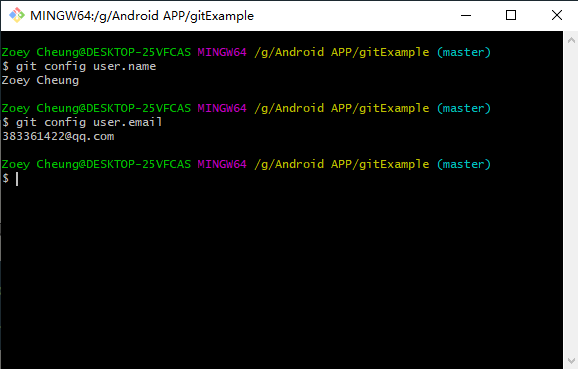 MINGW64:/g/Android APP/gitExample
Zoey Cheung@DESKTOP-25VFCAS MINGW64 /g/Android APP/gitExample (master)
$ git config user.name
Zoey Cheung
Zoey Cheung@DESKTOP-25VFCAS MINGW64 /g/Android APP/gitExample (master)
$ git config user.email
383361422@qq.com
Zoey Cheung@DESKTOP-25VFCAS MINGW64 /g/Android APP/gitExample (master)
$